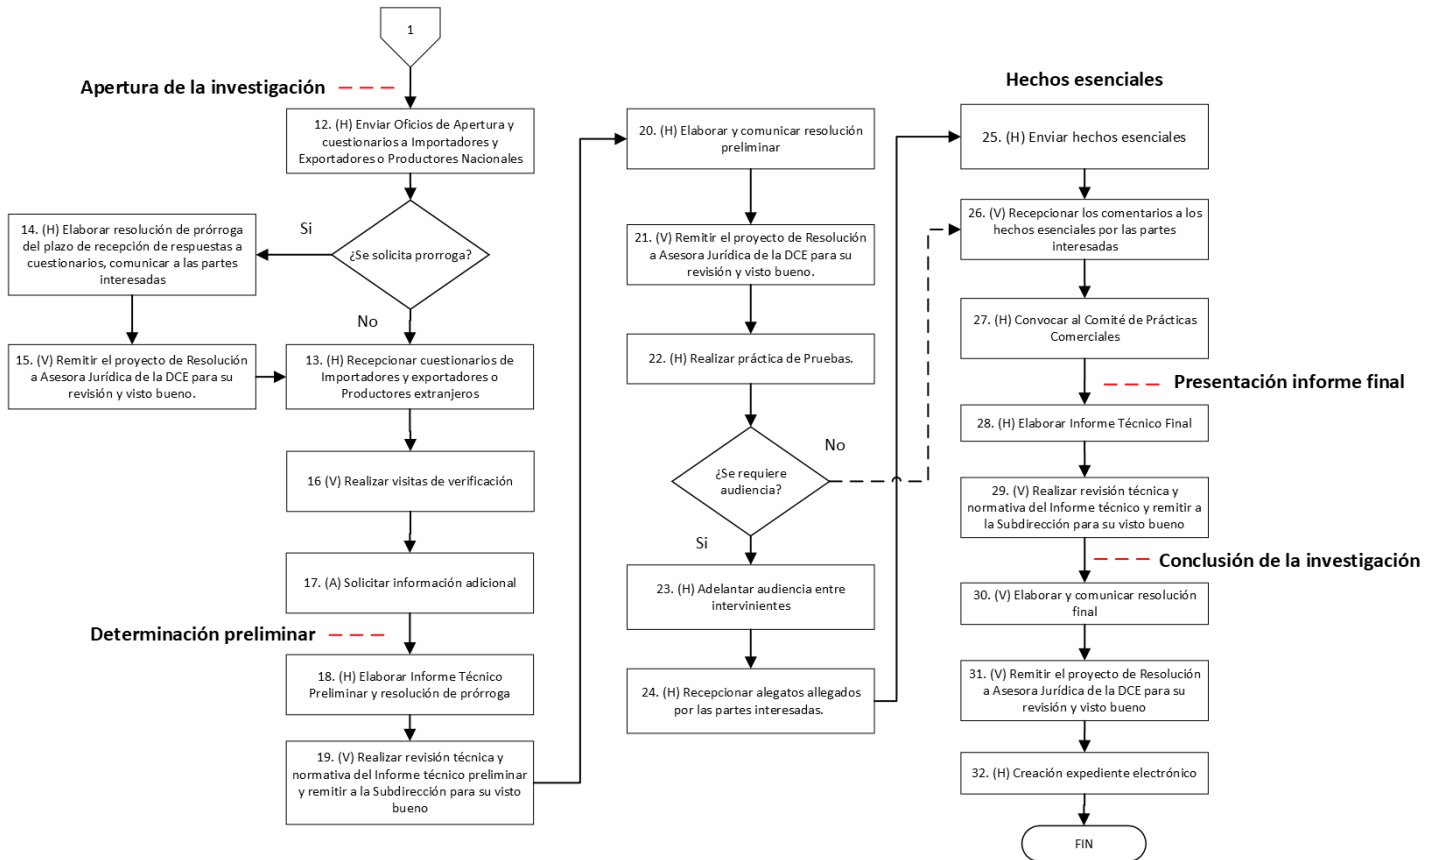 1
Apertura de la investigación
12. (H) Enviar Oficios de Apertura y
cuestionarios a Importadores y
Exportadores o Productores Nacionales
Si
¿Se solicita prorroga?
14. (H) Elaborar resolución de prórroga
del plazo de recepción de respuestas a
cuestionarios, comunicar a las partes
interesadas
No
15. (V) Remitir el proyecto de Resolución
a Asesora Jurídica de la DCE para su
revisión y visto bueno.
13. (H) Recepcionar cuestionarios de
Importadores y exportadores o
Productores extranjeros
16 (V) Realizar visitas de verificación
17. (A) Solicitar información adicional
Determinación preliminar
18. (H) Elaborar Informe Técnico
Preliminar y resolución de prórroga
19. (V) Realizar revisión técnica y
normativa del Informe técnico preliminar
y remitir a la Subdirección para su visto
bueno
20. (H) Elaborar y comunicar resolución
preliminar
21. (V) Remitir el proyecto de Resolución
a Asesora Jurídica de la DCE para su
revisión y visto bueno.
22. (H) Realizar práctica de Pruebas.
No
¿Se requiere
audiencia?
Si
23. (H) Adelantar audiencia entre
intervinientes
24. (H) Recepcionar alegatos allegados
por las partes interesadas.
Hechos esenciales
25. (H) Enviar hechos esenciales
26. (V) Recepcionar los comentarios a los
hechos esenciales por las partes
interesadas
27. (H) Convocar al Comité de Prácticas
Comerciales
Presentación informe final
28. (H) Elaborar Informe Técnico Final
29. (V) Realizar revisión técnica y
normativa del Informe técnico y remitir a
la Subdirección para su visto bueno
Conclusión de la investigación
30. (V) Elaborar y comunicar resolución
final
31. (V) Remitir el proyecto de Resolución
a Asesora Jurídica de la DCE para su
revisión y visto bueno
32. (H) Creación expediente electrónico
FIN